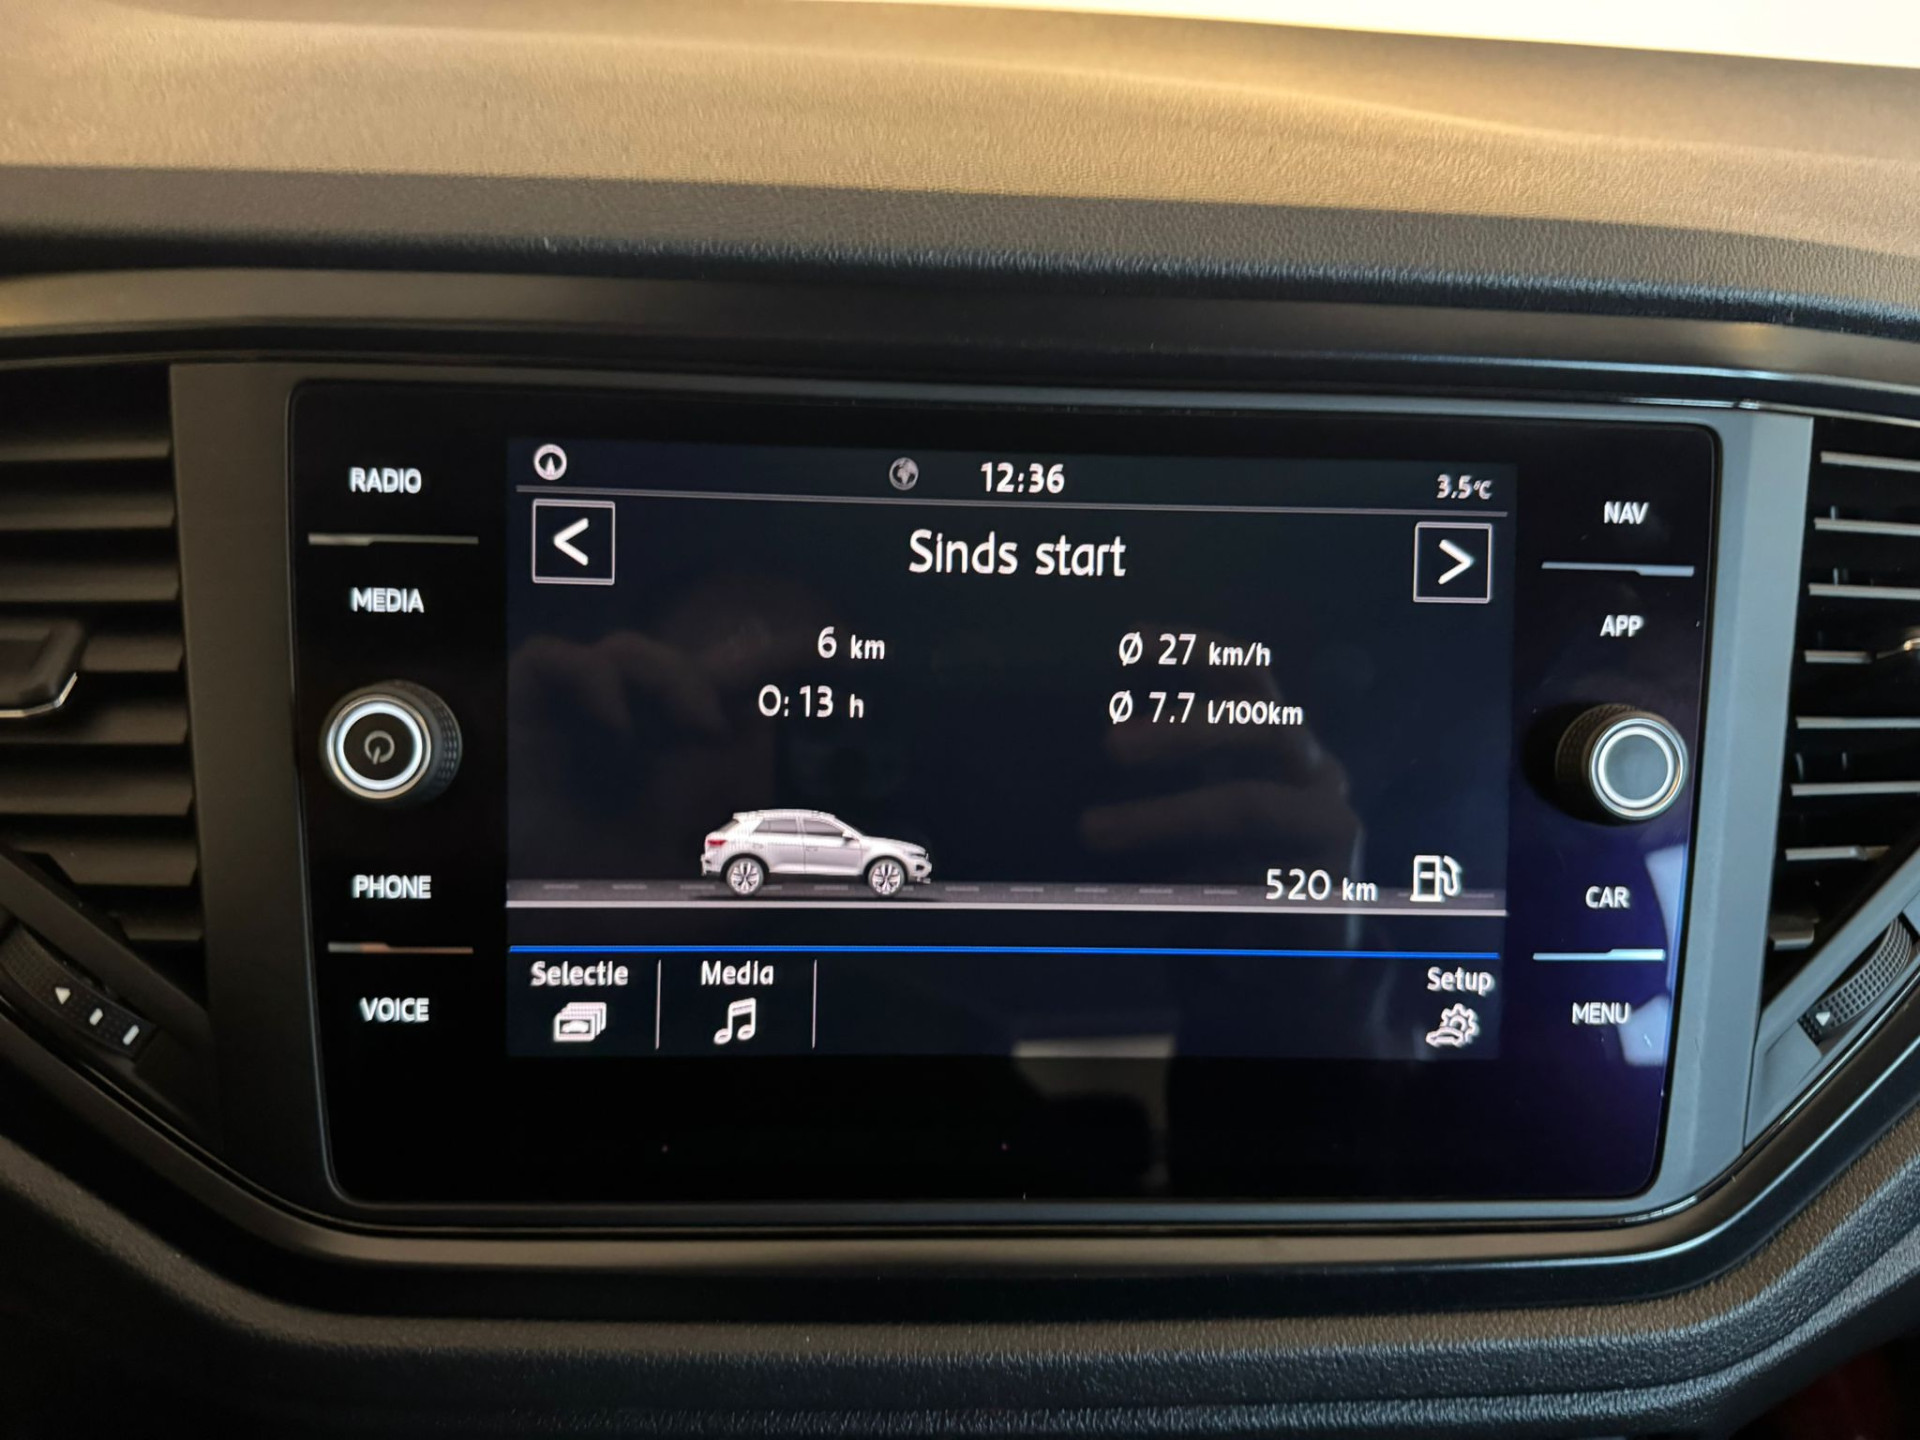 RADIO
MEDIA
PHONE
VOICE
12:36
3.5°C
<
Sinds start
>
6 km
Ø 27 km/h
0:13 h
Ø 7.7 l/100km
520 km
Selectie
Media
Setup
NAV
APP
CAR
MENU